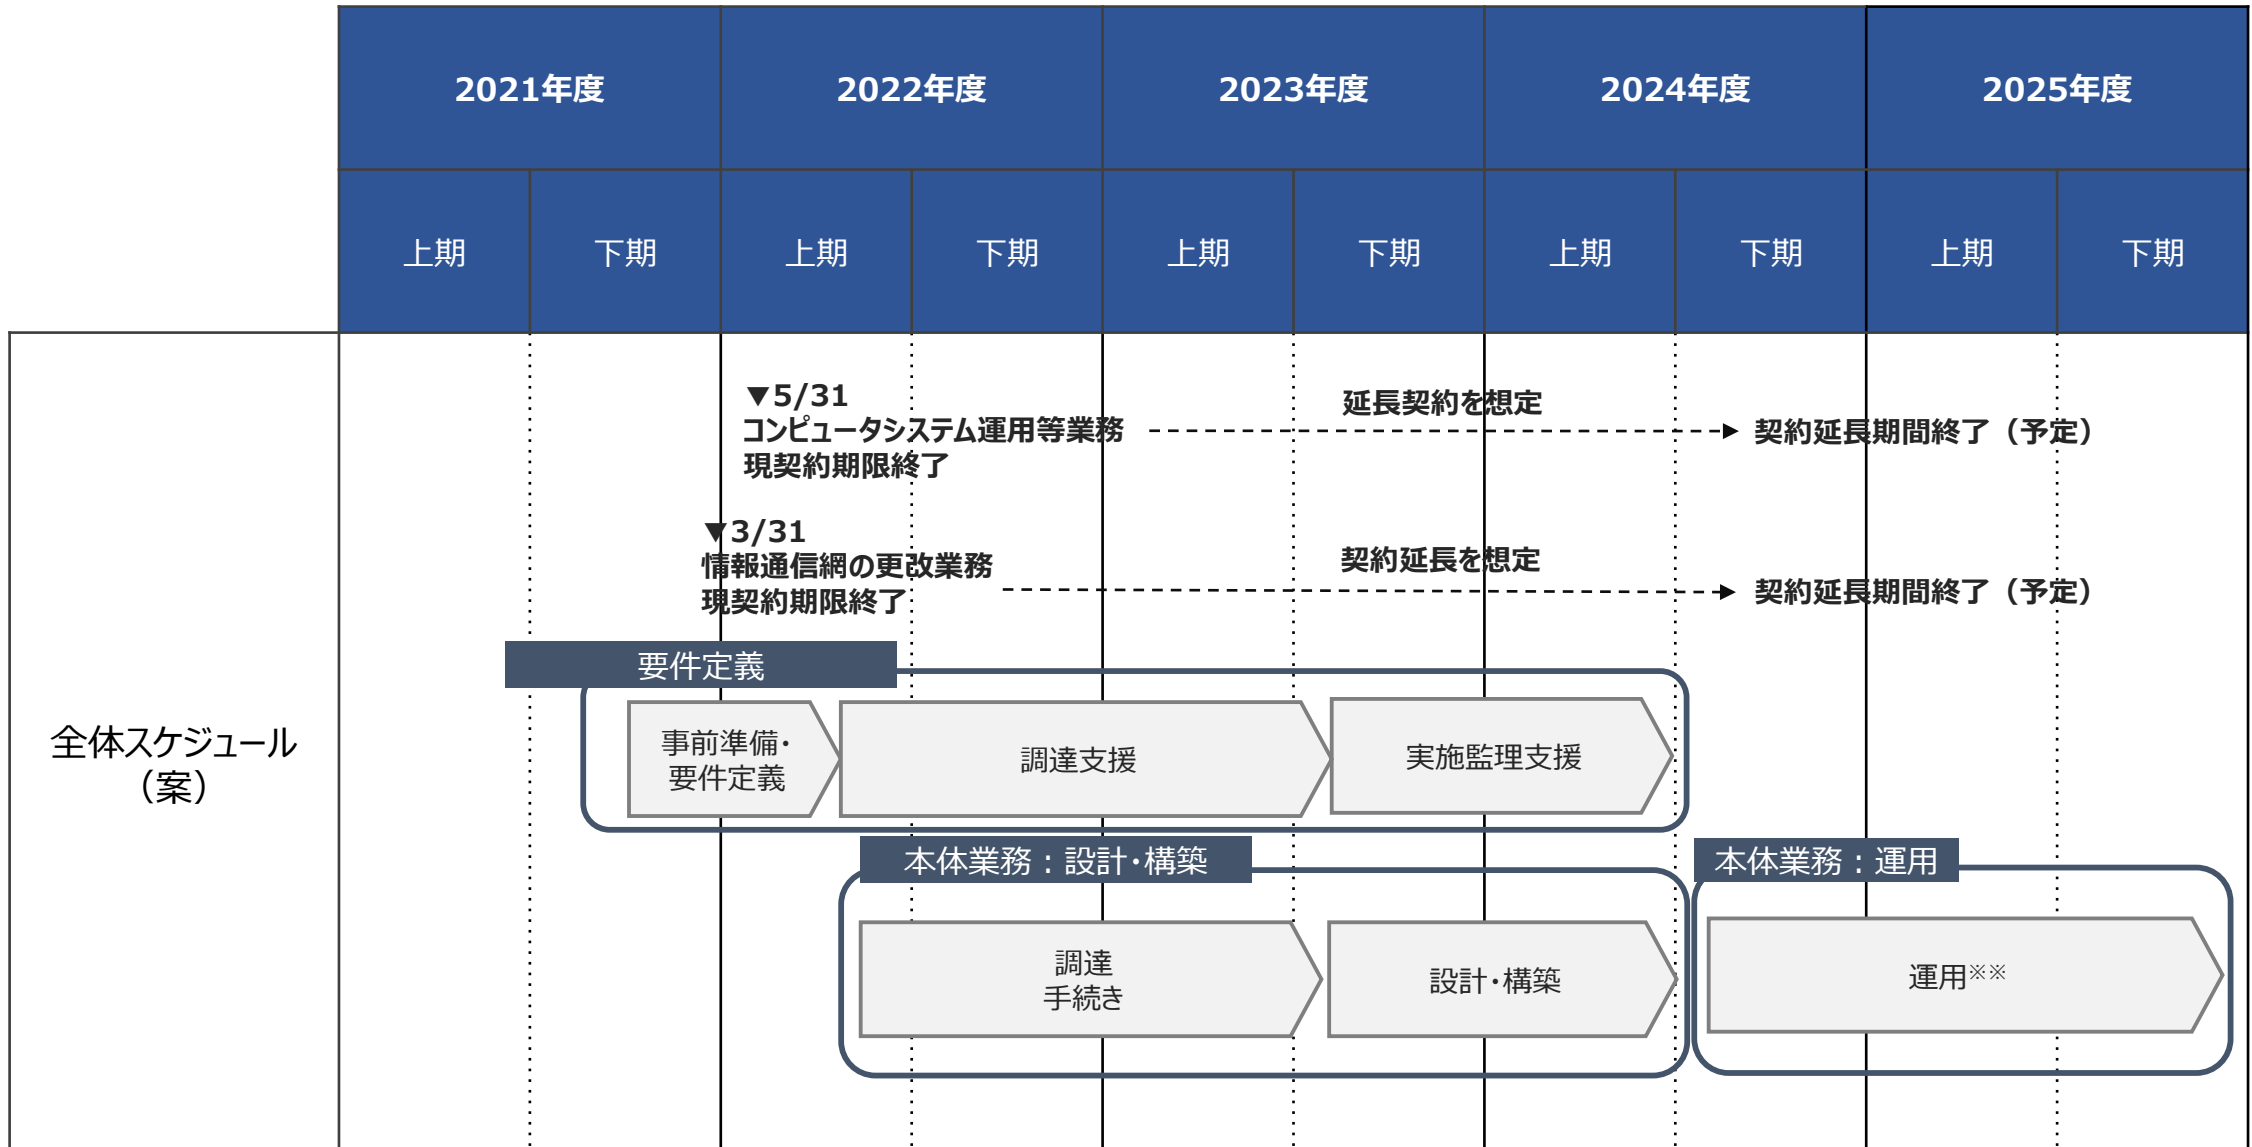 2021年度
2022年度
2023年度
2024年度
2025年度
上期
下期
上期
下期
上期
下期
上期
下期
上期
下期
全体スケジュール
（案）
▼5/31
コンピュータシステム運用等業務
現契約期限終了
延長契約を想定
契約延長期間終了（予定）
▼3/31
情報通信網の更改業務
現契約期限終了
契約延長を想定
契約延長期間終了（予定）
要件定義
事前準備・
要件定義
調達支援
実施監理支援
本体業務：設計・構築
調達
手続き
設計・構築
本体業務：運用
運用※※